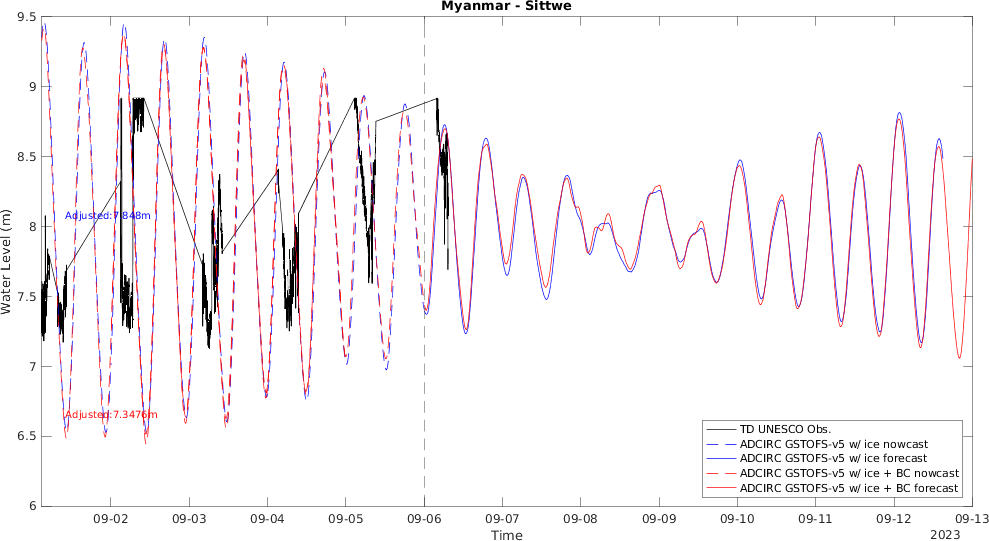 Myanmar - Sittwe
9.5
9
8.5
8
7.5
7
6.5
6
Water Level (m)
Adjusted:7.848m
Adjusted:7.3476m
TD UNESCO Obs.
ADCIRC GSTOFS-v5 w/ ice nowcast
ADCIRC GSTOFS-v5 w/ ice forecast
ADCIRC GSTOFS-v5 w/ ice + BC nowcast
ADCIRC GSTOFS-v5 w/ ice + BC forecast
09-02 09-03 09-04 09-05 09-06 09-07 09-08 09-09 09-10 09-11 09-12 09-13
Time
2023